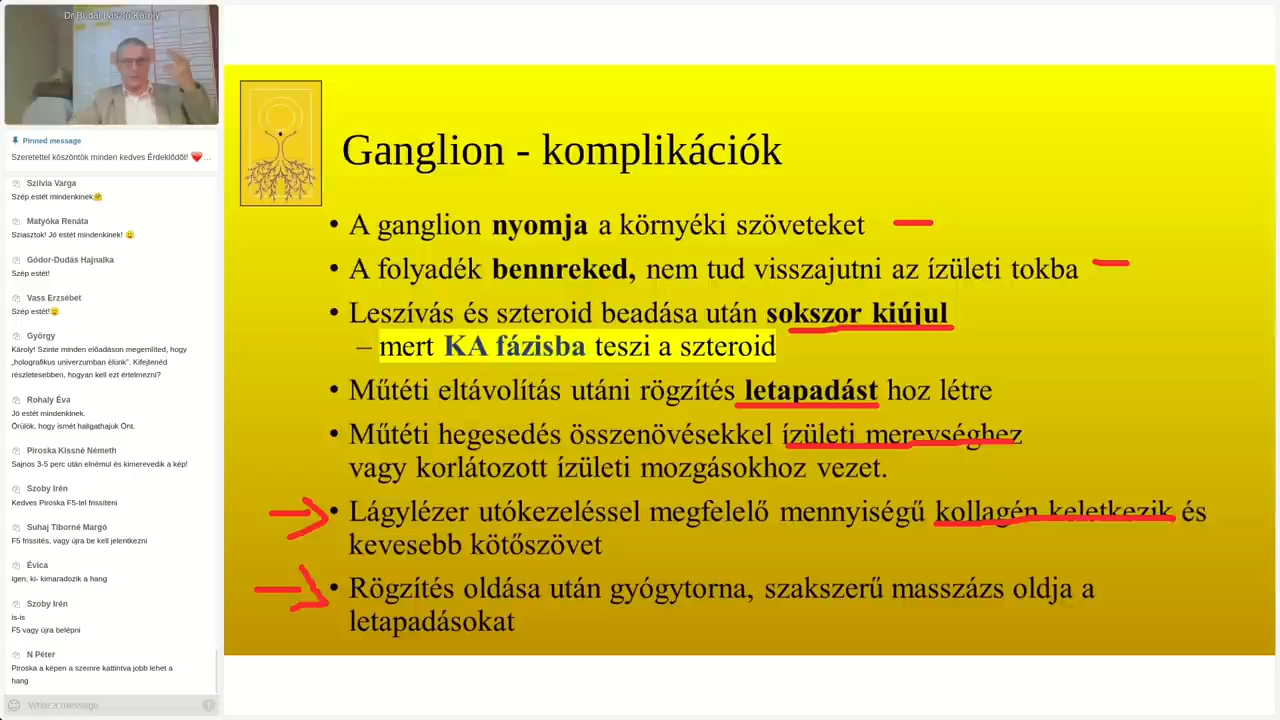 Dr Budai László Károly
Pinned message
Szeretettel köszöntök minden kedves Érdeklődőt! ❤️...
Szilvia Varga
Szép estét mindenkinek🤗
Matyóka Renáta
Sziasztok! Jó estét mindenkinek! 🙂
Gódor-Dudás Hajnalka
Szép estét!
Vass Erzsébet
Szép estét!🙂
György
Károly! Szinte minden előadáson megemlíted, hogy
„holografikus univerzumban élünk”. Kifejtenéd
részletesebben, hogyan kell ezt értelmezni?
Rohaly Éva
Jó estét mindenkinek.
Örülök, hogy ismét hallgathajuk Önt.
Piroska Kissné Németh
Sajnos 3-5 perc után elnémul és kimerevedik a kép!
Szoby Irén
Kedves Piroska F5-tel frissíteni
Suhaj Tiborné Margó
F5 frissítés, vagy újra be kell jelentkezni
Évica
igen, ki- kimaradozik a hang
Szoby Irén
is-is
F5 vagy újra belépni
N Péter
Piroska a képen a szemre kattintva jobb lehet a
hang
Write a message
Ganglion - komplikációk
• A ganglion nyomja a környéki szöveteket
• A folyadék bennreked, nem tud visszajutni az ízületi tokba
• Leszívás és szteroid beadása után sokszor kiújul
– mert KA fázisba teszi a szteroid
• Műtéti eltávolítás utáni rögzítés letapadást hoz létre
• Műtéti hegesedés összenövésekkel ízületi merevséghez
vagy korlátozott ízületi mozgásokhoz vezet.
• Lágylézer utókezeléssel megfelelő mennyiségű kollagén keletkezik és
kevesebb kötőszövet
• Rögzítés oldása után gyógytorna, szakszerű masszázs oldja a
letapadásokat